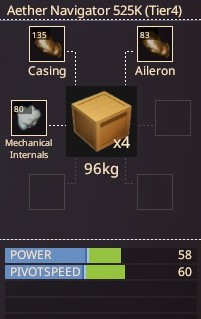 Aether Navigator 525K (Tier4)
135
83
Casing
Aileron
80
x4
Mechanical
Internals
96kg
POWER 58
PIVOTSPEED 60